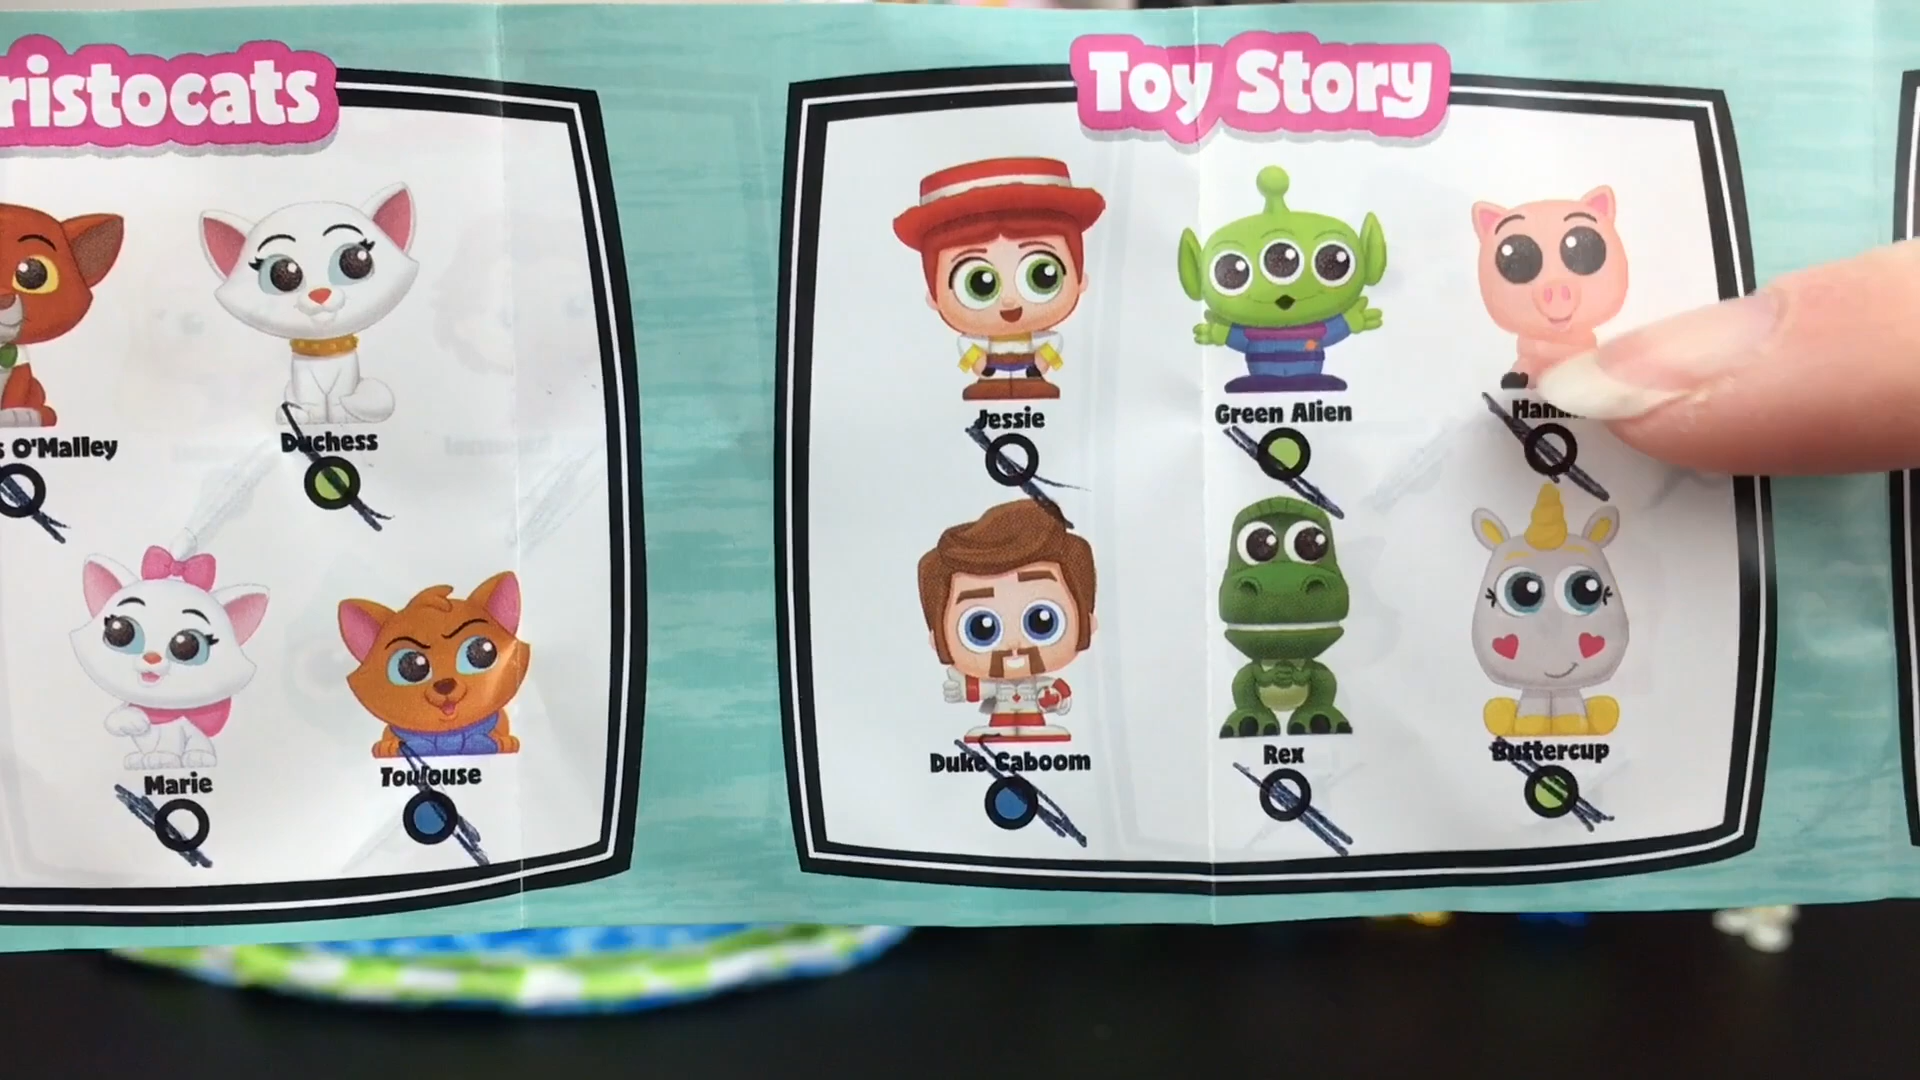 ristocats
s O'Malley
Duchess
Marie
Toulouse
Toy Story
Jessie
Green Alien
Duke Caboom
Rex
Buttercup